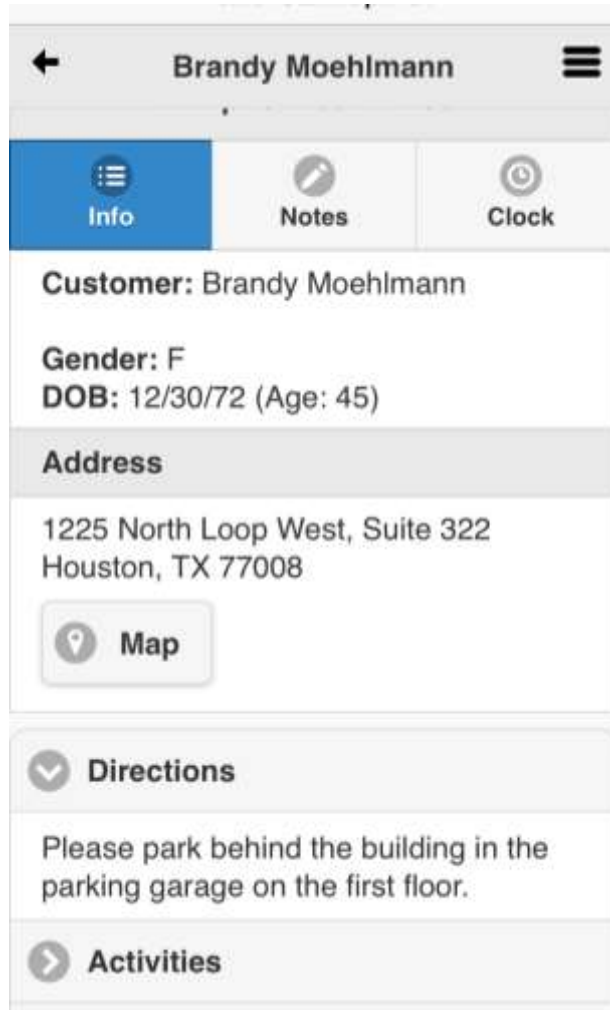 Brandy Moehlmann
Info
Notes
Clock
Customer: Brandy Moehlmann
Gender: F
DOB: 12/30/72 (Age: 45)
Address
1225 North Loop West, Suite 322
Houston, TX 77008
Map
Directions
Please park behind the building in the
parking garage on the first floor.
Activities